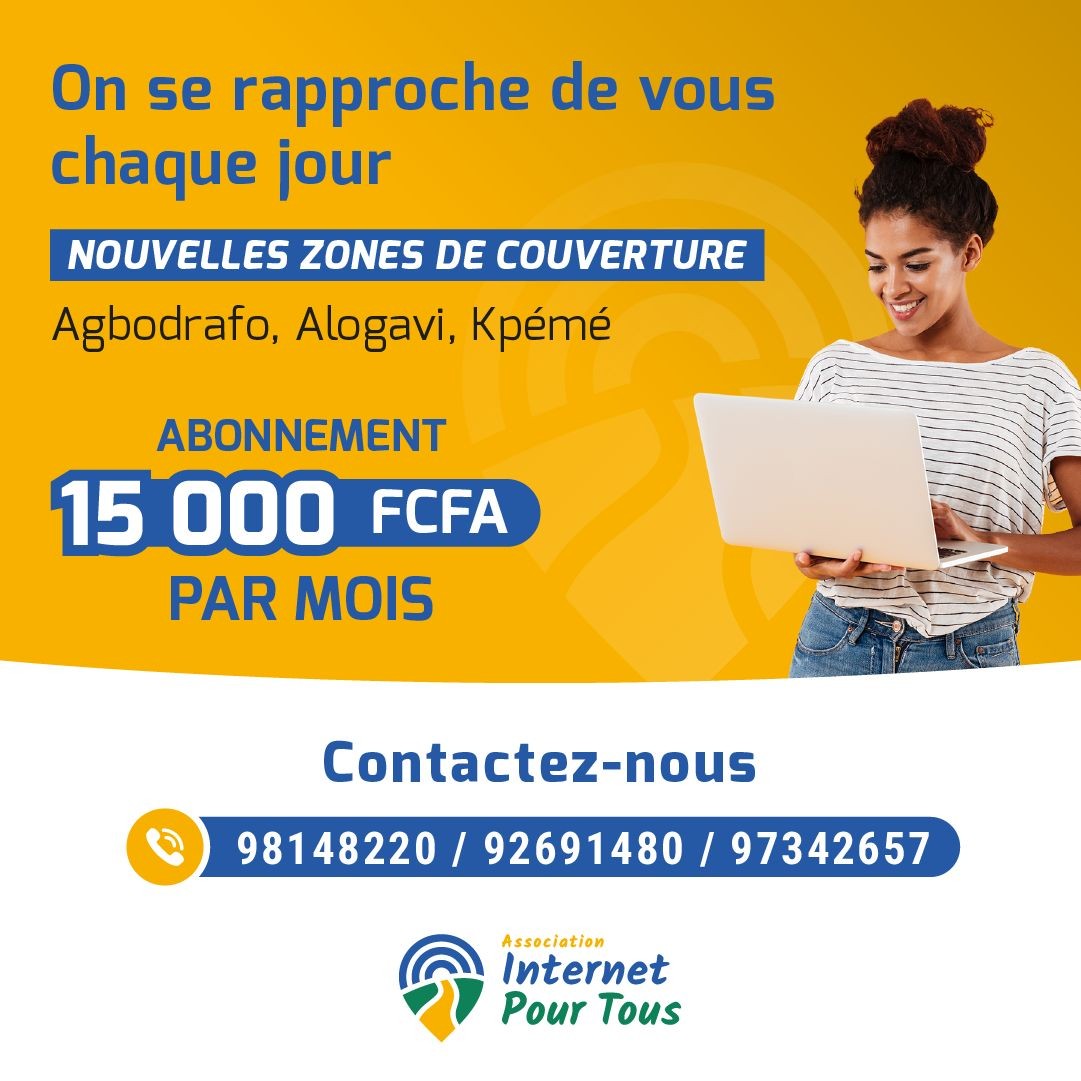 On se rapproche de vous
chaque jour
NOUVELLES ZONES DE COUVERTURE
Agbodrafo, Alogavi, Kpémé
ABONNEMENT
15 000 FCFA
PAR MOIS
Contactez-nous
98148220 / 92691480 / 97342657
Association
Internet
Pour Tous